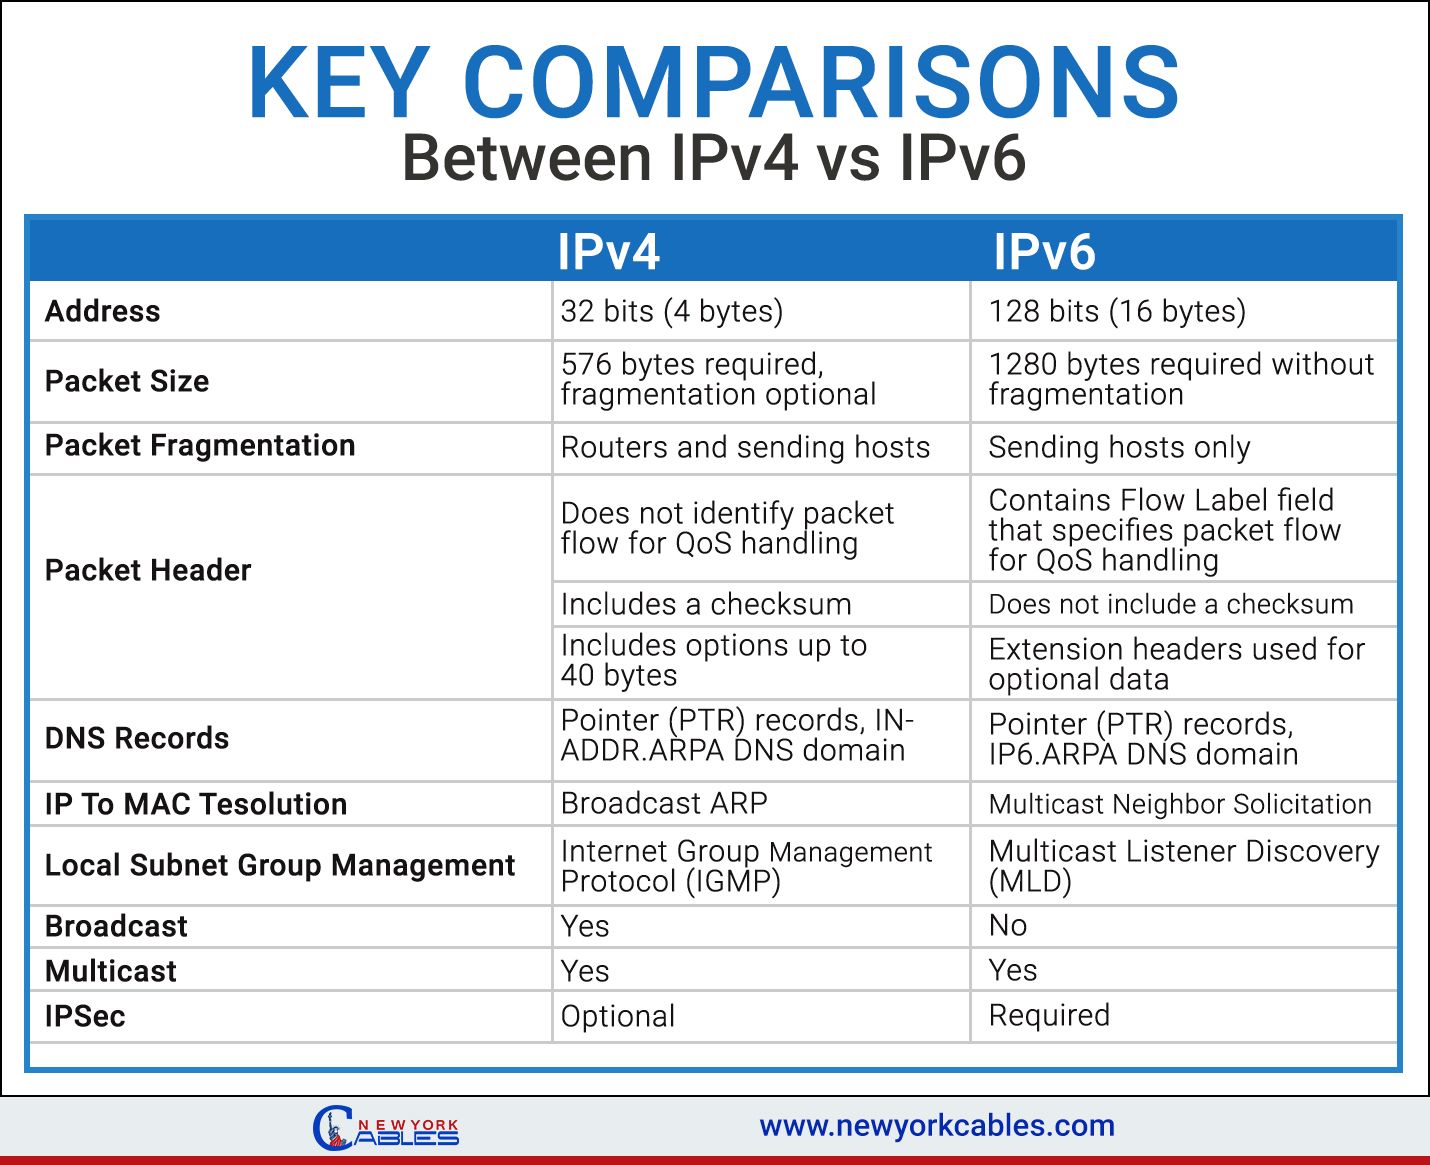 KEY COMPARISONS
Between IPv4 vs IPv6
IPv4
IPv6
Address
32 bits (4 bytes)
128 bits (16 bytes)
Packet Size
576 bytes required,
fragmentation optional
1280 bytes required without
fragmentation
Packet Fragmentation
Routers and sending hosts
Sending hosts only
Packet Header
Does not identify packet
flow for QoS handling
Contains Flow Label field
that specifies packet flow
for QoS handling
Includes a checksum
Does not include a checksum
Includes options up to
40 bytes
Extension headers used for
optional data
DNS Records
Pointer (PTR) records, IN-
ADDR.ARPA DNS domain
Pointer (PTR) records,
IP6.ARPA DNS domain
IP To MAC Tesolution
Broadcast ARP
Multicast Neighbor Solicitation
Local Subnet Group Management
Internet Group Management
Protocol (IGMP)
Multicast Listener Discovery
(MLD)
Broadcast
Yes
No
Multicast
Yes
Yes
IPSec
Optional
Required
NEW YORK
CABLES
www.newyorkcables.com